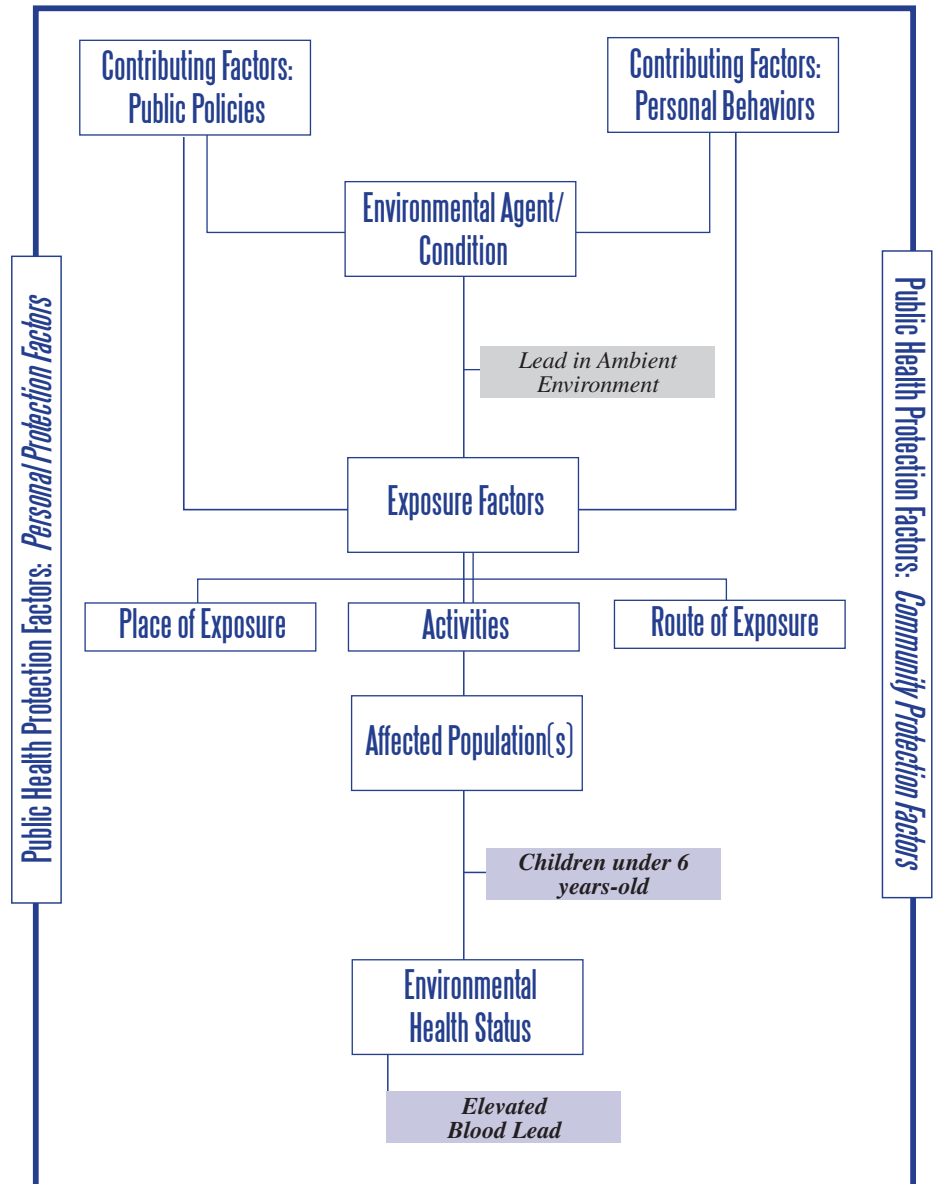 Contributing Factors:
Public Policies
Contributing Factors:
Personal Behaviors
Environmental Agent/
Condition
Lead in Ambient
Environment
Public Health Protection Factors: Personal Protection Factors
Public Health Protection Factors: Community Protection Factors
Exposure Factors
Place of Exposure
Activities
Route of Exposure
Affected Population(s)
Children under 6
years-old
Environmental
Health Status
Elevated
Blood Lead